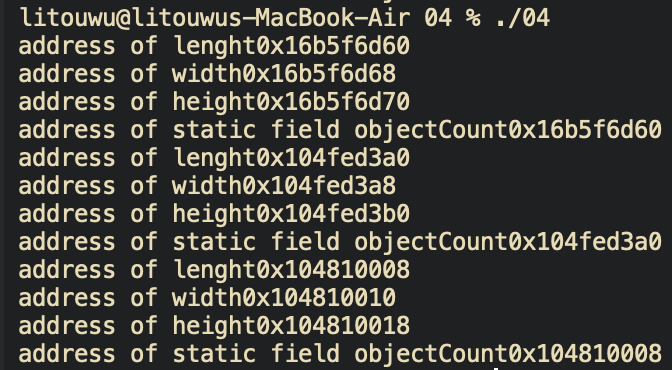 litouwu@litouwus-MacBook-Air 04 % ./04
address of lenght0x16b5f6d60
address of width0x16b5f6d68
address of height0x16b5f6d70
address of static field objectCount0x16b5f6d60
address of lenght0x104fed3a0
address of width0x104fed3a8
address of height0x104fed3b0
address of static field objectCount0x104fed3a0
address of lenght0x104810008
address of width0x104810010
address of height0x104810018
address of static field objectCount0x104810008